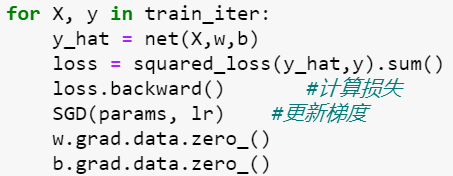 for X, y in train_iter:
    y_hat = net(X,w,b)
    loss = squared_loss(y_hat,y).sum()
    loss.backward()        #计算损失
    SGD(params, lr)    #更新梯度
    w.grad.data.zero_()
    b.grad.data.zero_()